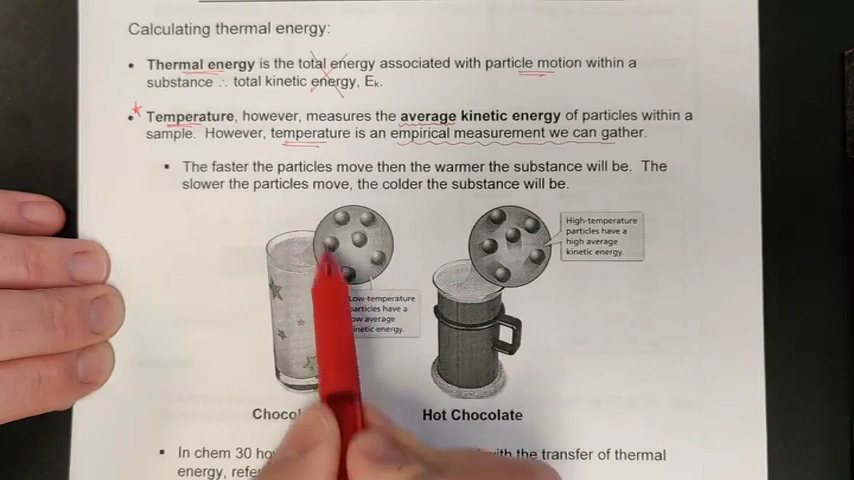 Calculating thermal energy:
• Thermal energy is the total energy associated with particle motion within a
substance ∴ total kinetic energy, Eₖ.
• Temperature, however, measures the average kinetic energy of particles within a
sample. However, temperature is an empirical measurement we can gather.
▪ The faster the particles move then the warmer the substance will be. The
slower the particles move, the colder the substance will be.
High-temperature
particles have a
high average
kinetic energy.
Low-temperature
particles have a
low average
kinetic energy.
Hot Chocolate
▪ In chem 30 with the transfer of thermal
energy,